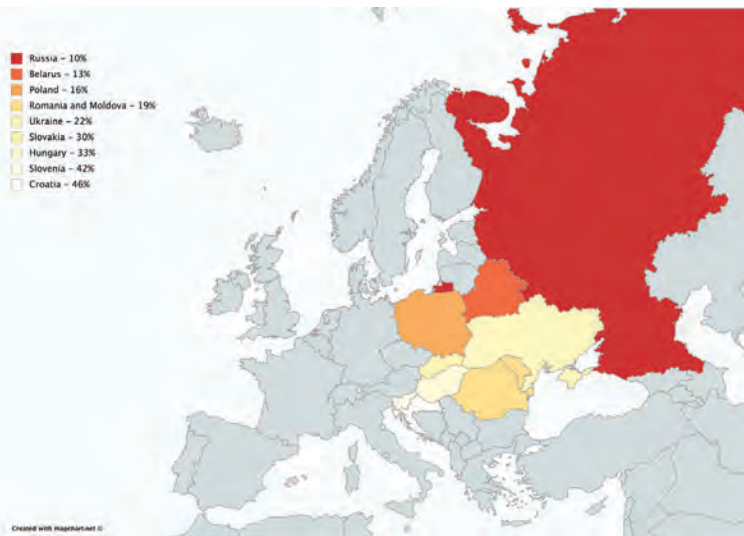 Russia - 10%
Belarus - 13%
Poland - 16%
Romania and Moldova - 19%
Ukraine - 22%
Slovakia - 30%
Hungary - 33%
Slovenia - 42%
Croatia - 46%
Created with mapchart.net ©